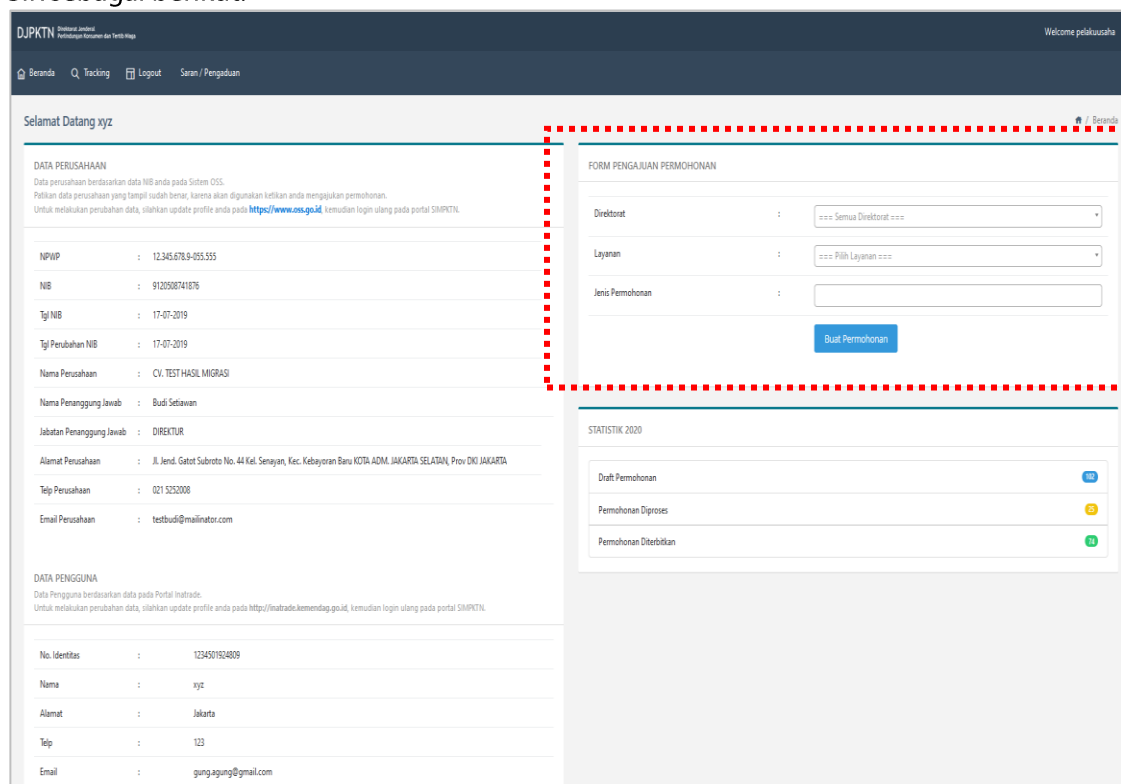 DJPKTN Direktorat Jenderal
Perlindungan Konsumen dan Tertib Niaga
Welcome pelakuusaha
Beranda Tracking Logout Saran / Pengaduan
Selamat Datang xyz
/ Beranda
DATA PERUSAHAAN
Data perusahaan berdasarkan data NIB anda pada Sistem OSS.
Patikan data perusahaan yang tampil sudah benar, karena akan digunakan ketikan anda mengajukan permohonan.
Untuk melakukan perubahan data, silahkan update profile anda pada https://www.oss.go.id, kemudian login ulang pada portal SIMPKTN.
NPWP : 12.345.678.9-055.555
NIB : 9120508741876
Tgl NIB : 17-07-2019
Tgl Perubahan NIB : 17-07-2019
Nama Perusahaan : CV. TEST HASIL MIGRASI
Nama Penanggung Jawab : Budi Setiawan
Jabatan Penanggung Jawab : DIREKTUR
Alamat Perusahaan : Jl. Jend. Gatot Subroto No. 44 Kel. Senayan, Kec. Kebayoran Baru KOTA ADM. JAKARTA SELATAN, Prov DKI JAKARTA
Telp Perusahaan : 021 5252008
Email Perusahaan : testbudi@mailinator.com
DATA PENGGUNA
Data Pengguna berdasarkan data pada Portal Inatrade.
Untuk melakukan perubahan data, silahkan update profile anda pada http://inatrade.kemendag.go.id, kemudian login ulang pada portal SIMPKTN.
No. Identitas : 1234501924809
Nama : xyz
Alamat : Jakarta
Telp : 123
Email : gung.agung@gmail.com
FORM PENGAJUAN PERMOHONAN
Direktorat : === Semua Direktorat ===
Layanan : === Pilih Layanan ===
Jenis Permohonan :
Buat Permohonan
STATISTIK 2020
Draft Permohonan 102
Permohonan Diproses 25
Permohonan Diterbitkan 74